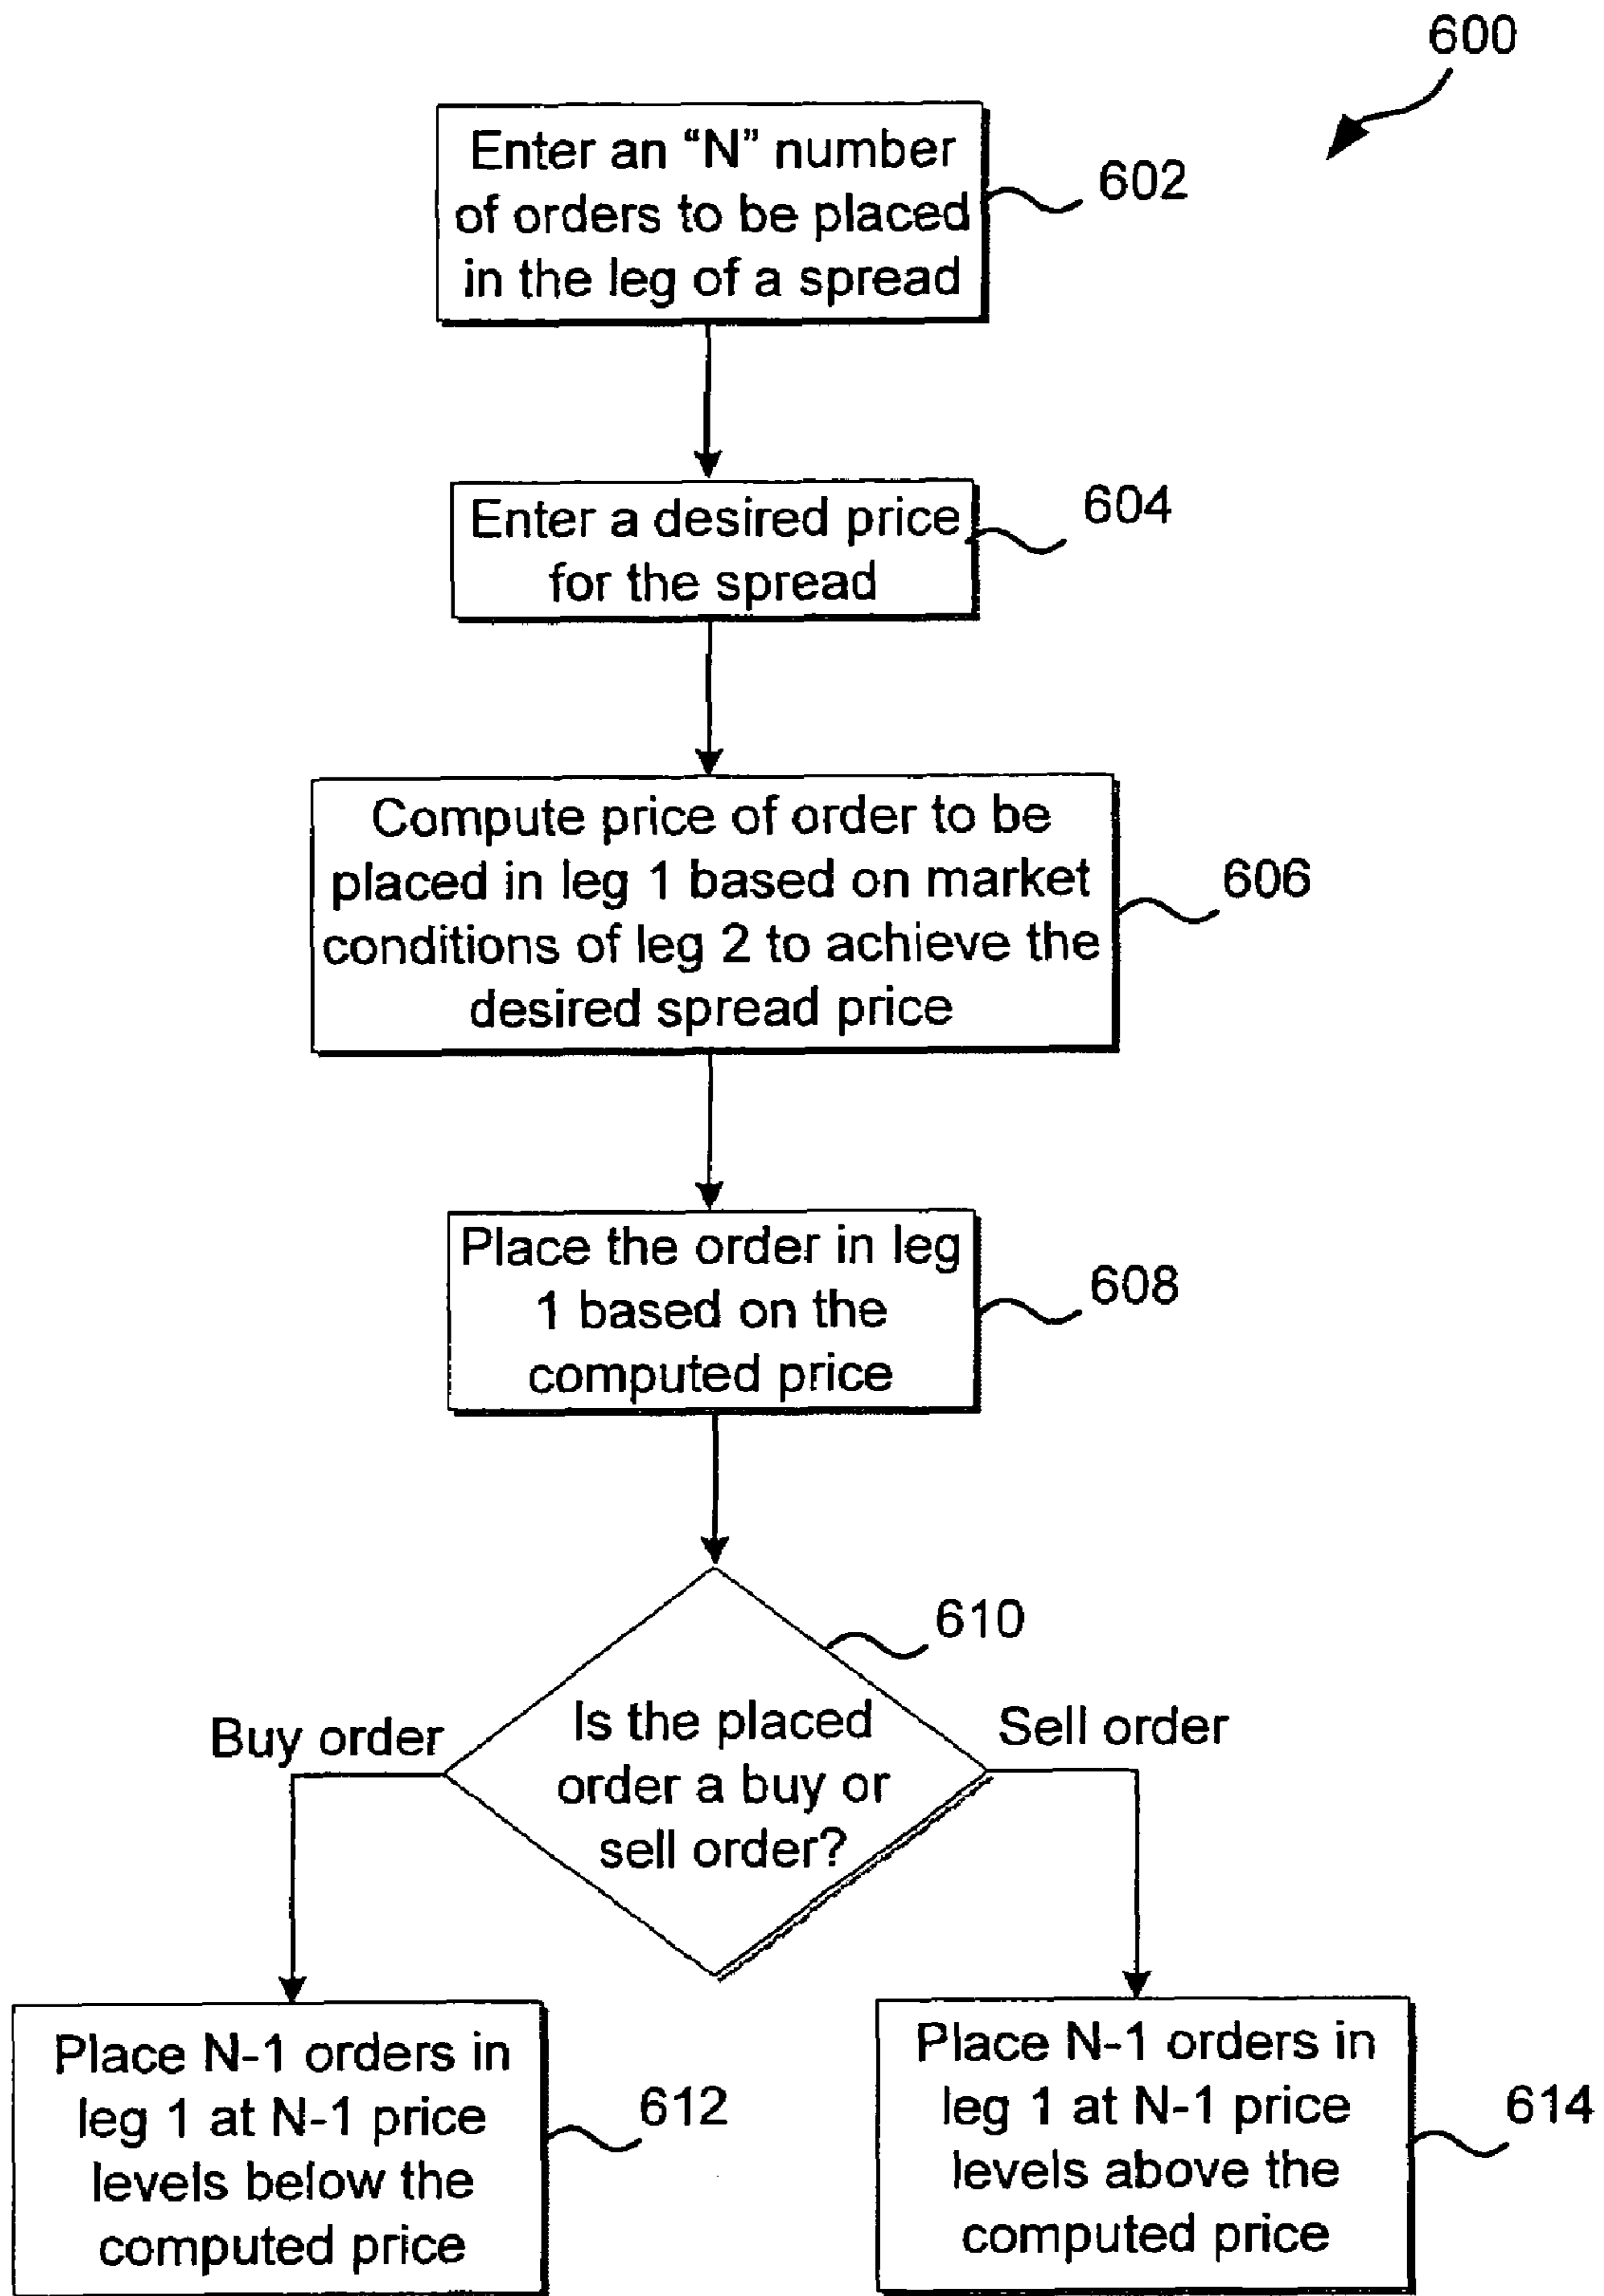 600
Enter an “N” number
of orders to be placed
in the leg of a spread
602
Enter a desired price
for the spread
604
Compute price of order to be
placed in leg 1 based on market
conditions of leg 2 to achieve the
desired spread price
606
Place the order in leg
1 based on the
computed price
608
610
Is the placed
order a buy or
sell order?
Buy order
Sell order
Place N-1 orders in
leg 1 at N-1 price
levels below the
computed price
612
Place N-1 orders in
leg 1 at N-1 price
levels above the
computed price
614